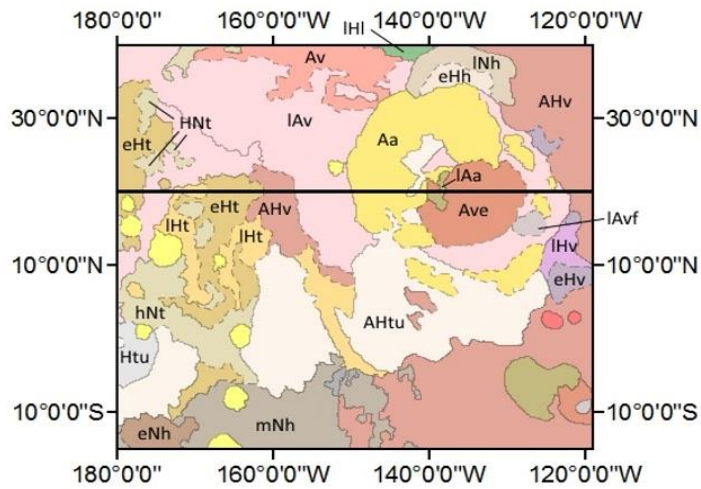 180°0'0"
160°0'0"W
140°0'0"W
120°0'0"W
lHl
Av
lNh
eHh
AHv
30°0'0"N
30°0'0"N
HNt
lAv
Aa
eHt
lAa
eHt
AHv
Ave
lAvf
lHt
lHt
lHv
10°0'0"N
10°0'0"N
eHv
hNt
AHtu
Htu
lHt
10°0'0"S
10°0'0"S
eNh
mNh
180°0'0"
160°0'0"W
140°0'0"W
120°0'0"W